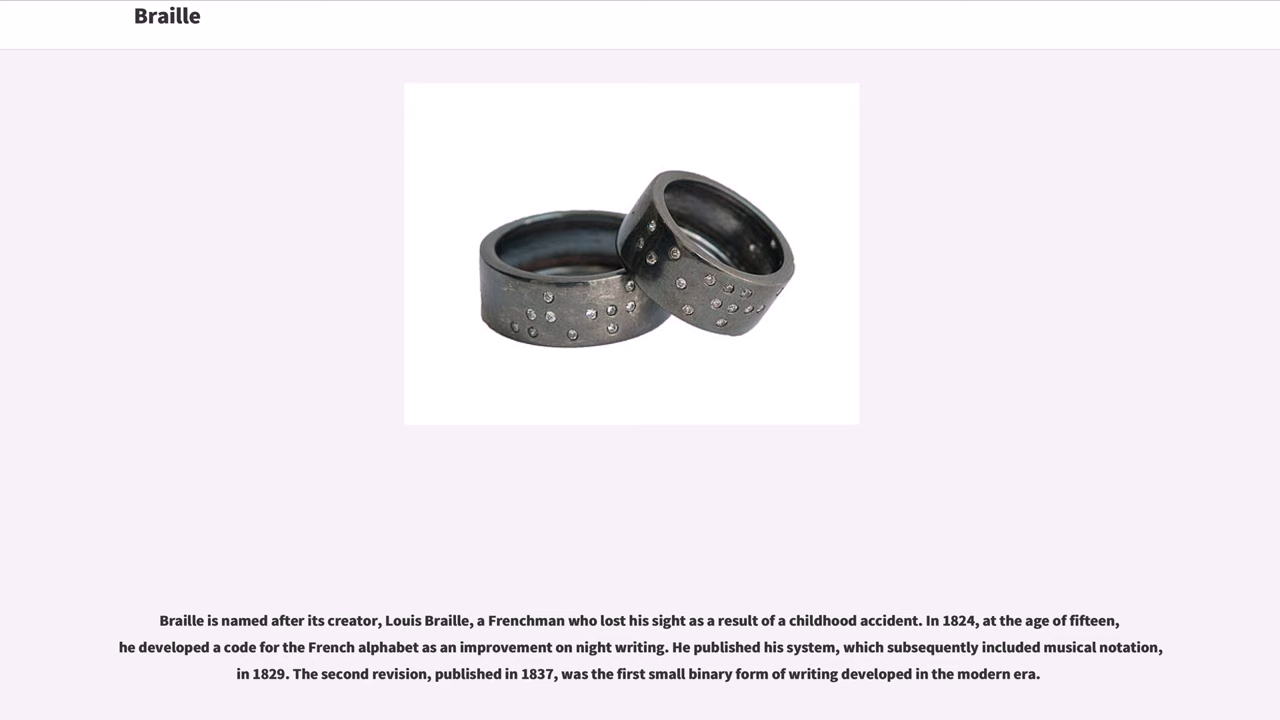 Braille
Braille is named after its creator, Louis Braille, a Frenchman who lost his sight as a result of a childhood accident. In 1824, at the age of fifteen,
he developed a code for the French alphabet as an improvement on night writing. He published his system, which subsequently included musical notation,
in 1829. The second revision, published in 1837, was the first small binary form of writing developed in the modern era.